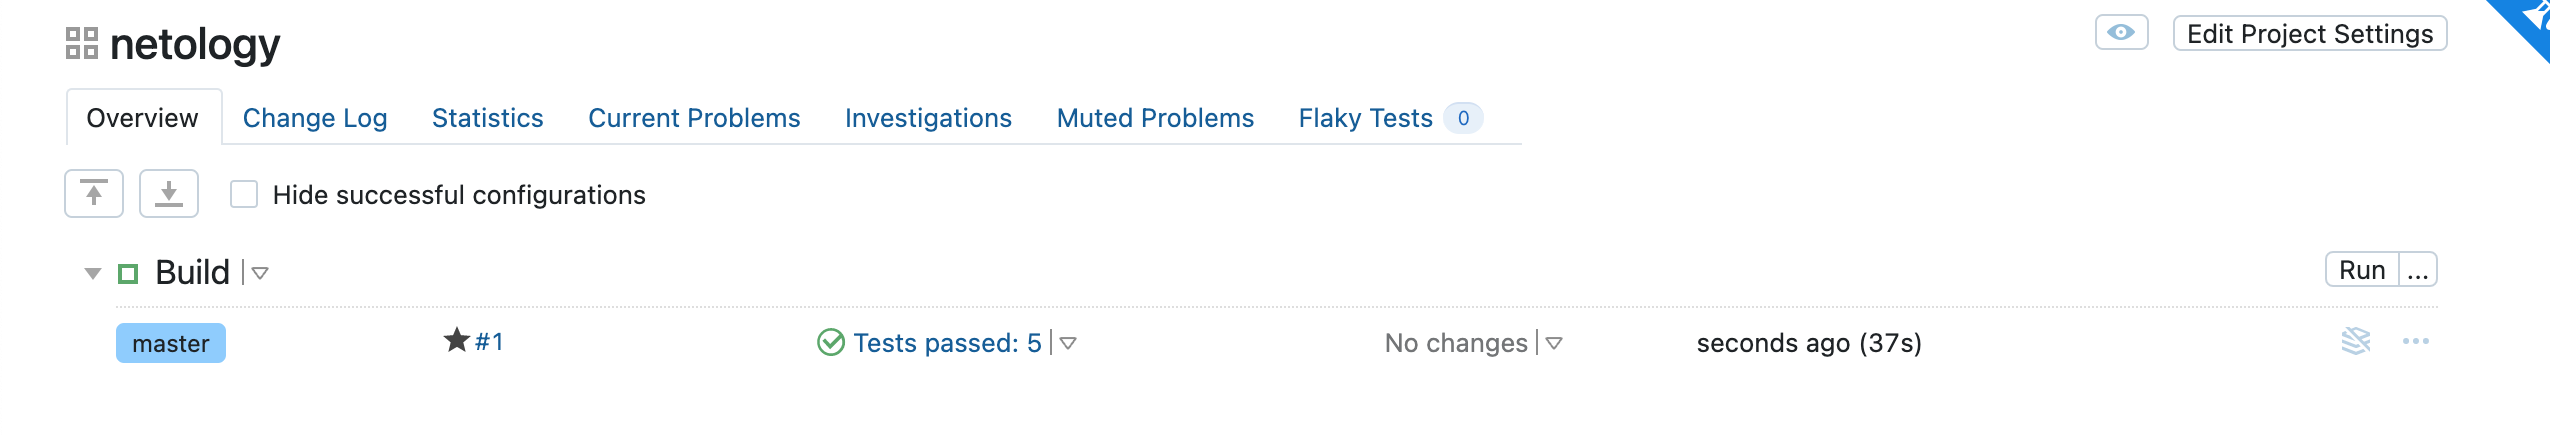 netology
Edit Project Settings
Overview Change Log Statistics Current Problems Investigations Muted Problems Flaky Tests 0
Hide successful configurations
Build
Run ...
master #1 Tests passed: 5 No changes seconds ago (37s)